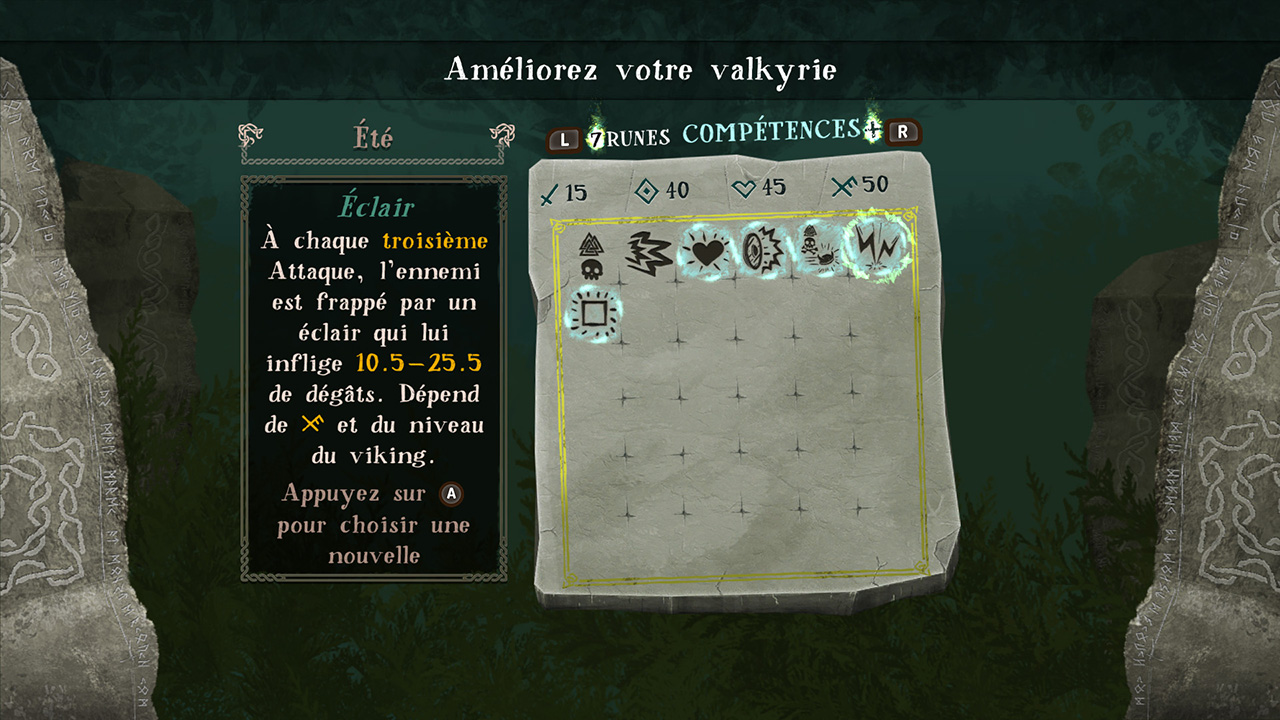 Améliorez votre valkyrie
Été
L 7 RUNES COMPÉTENCES + R
15 40 45 50
Éclair
À chaque troisième
Attaque, l'ennemi
est frappé par un
éclair qui lui
inflige 10.5–25.5
de dégâts. Dépend
de et du niveau
du viking.
Appuyez sur A
pour choisir une
nouvelle